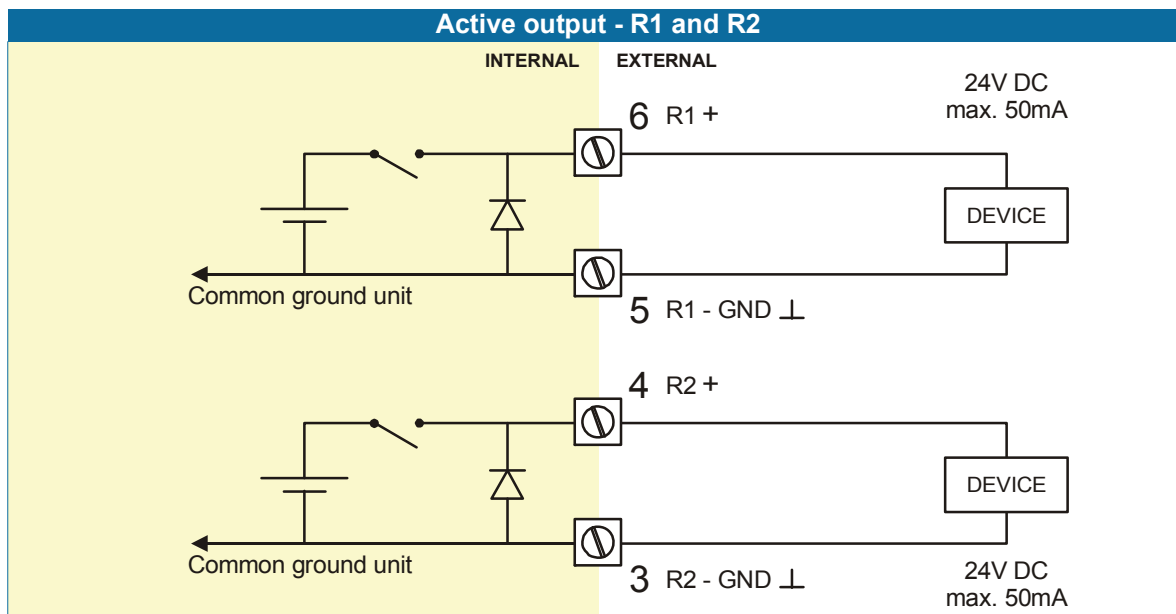 Active output - R1 and R2
INTERNAL EXTERNAL
24V DC
max. 50mA
6 R1 +
DEVICE
Common ground unit
5 R1 - GND ⊥
4 R2 +
DEVICE
Common ground unit
3 R2 - GND ⊥
24V DC
max. 50mA